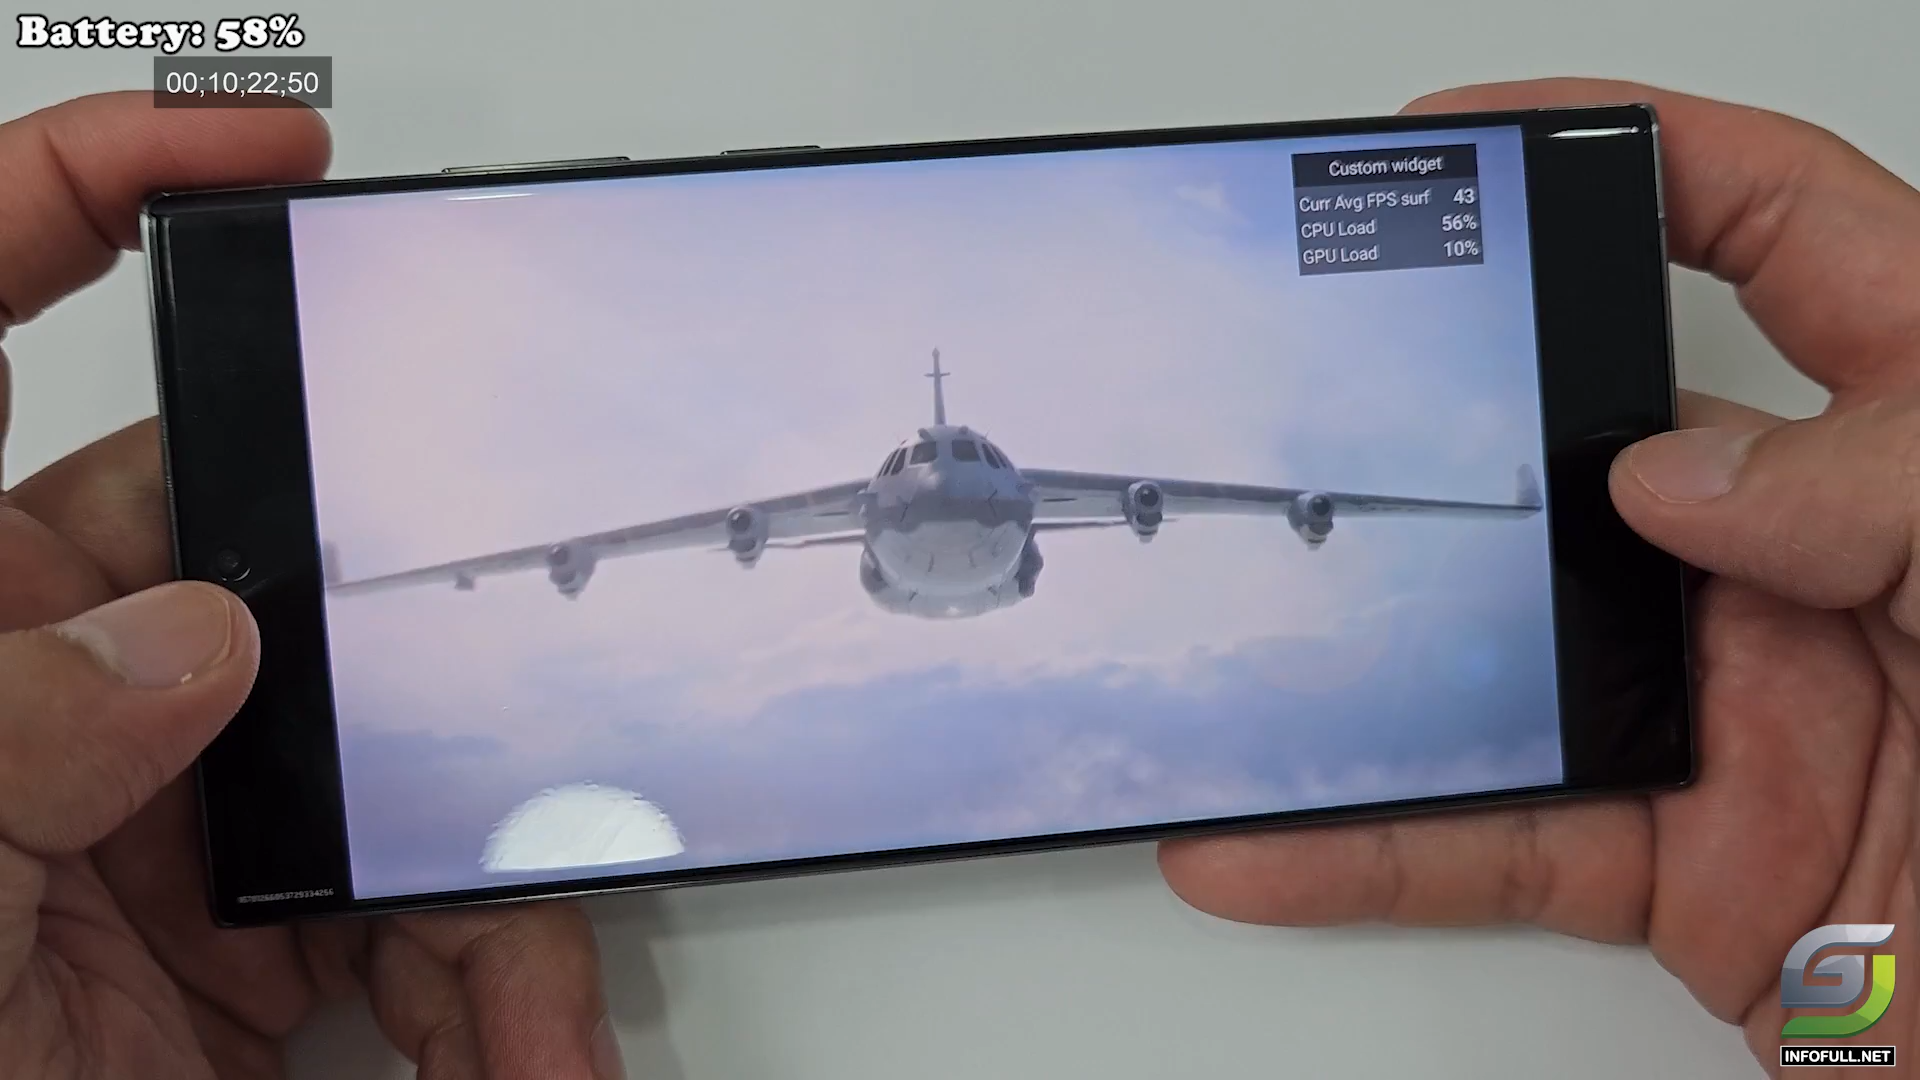 Battery: 58%
00;10;22;50
Custom widget
Curr Avg FPS surf 43
CPU Load 56%
GPU Load 10%
INFOFULL.NET